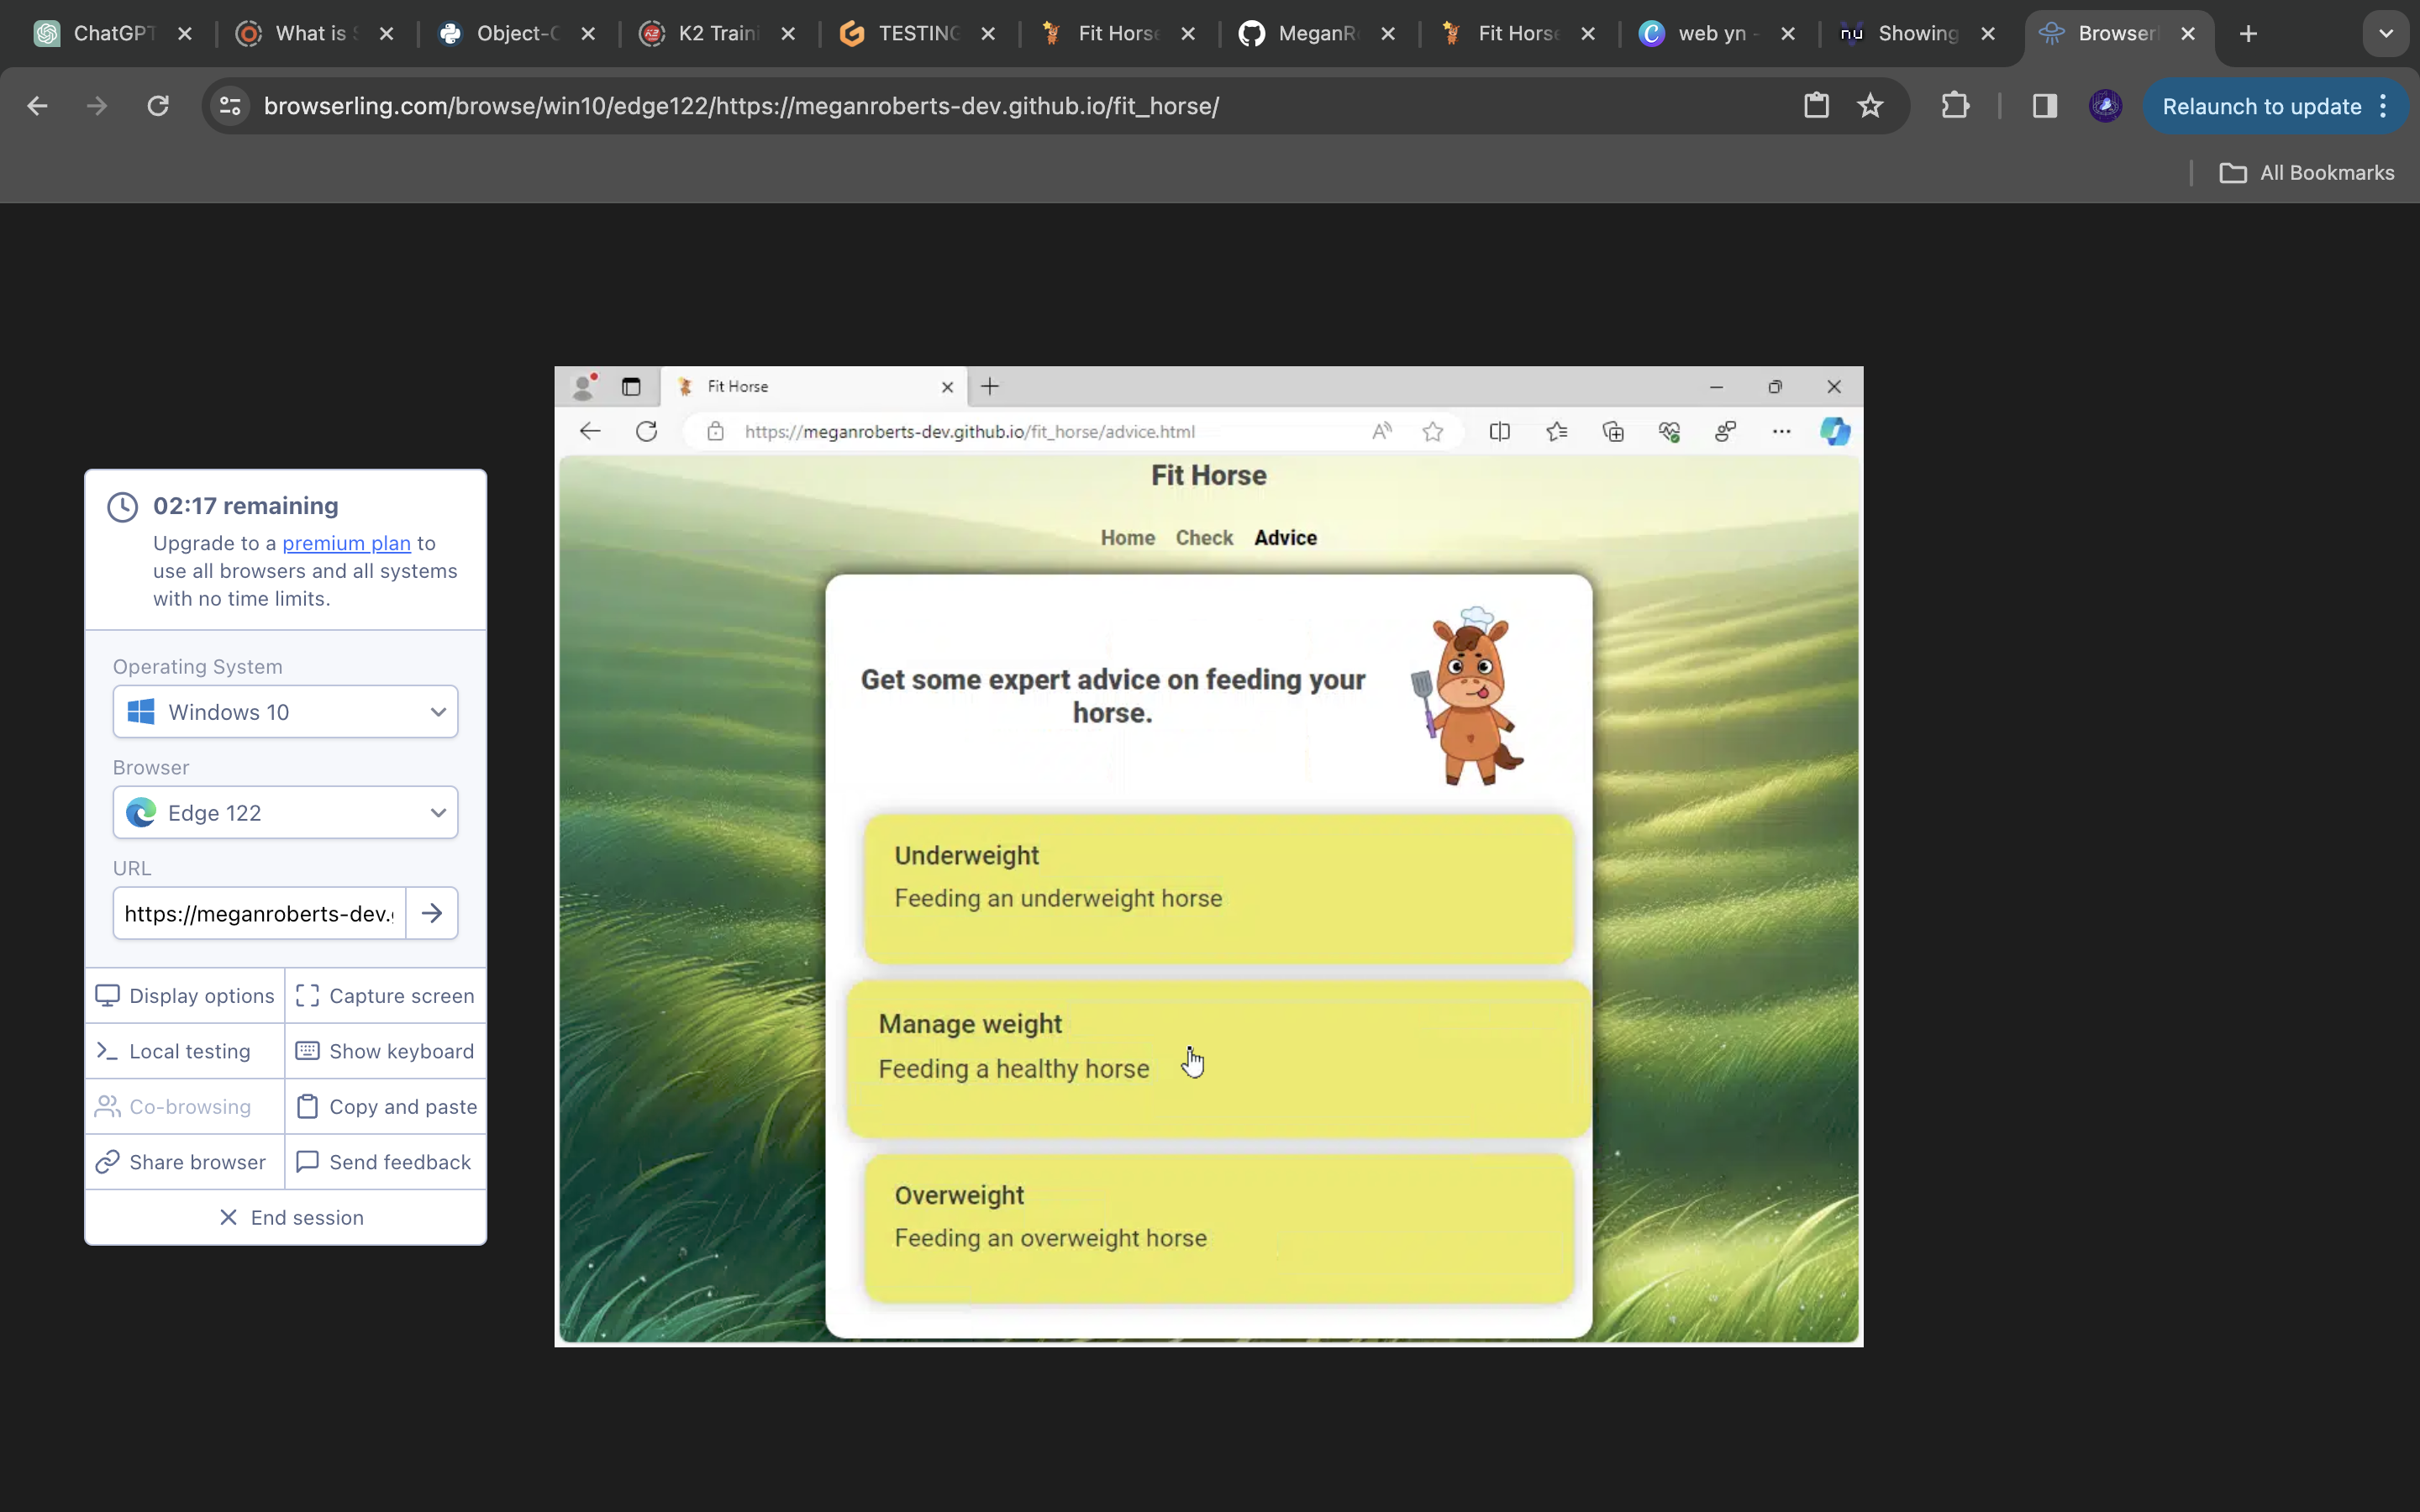 ChatGPT
What is
Object-
K2 Traini
TESTING
Fit Horse
MeganR
Fit Horse
web yn -
nu Showing
Browser
browserling.com/browse/win10/edge122/https://meganroberts-dev.github.io/fit_horse/
Relaunch to update
All Bookmarks
Fit Horse
https://meganroberts-dev.github.io/fit_horse/advice.html
02:17 remaining
Upgrade to a premium plan to
use all browsers and all systems
with no time limits.
Operating System
Windows 10
Browser
Edge 122
URL
https://meganroberts-dev.
Display options
Capture screen
Local testing
Show keyboard
Co-browsing
Copy and paste
Share browser
Send feedback
End session
Fit Horse
Home Check Advice
Get some expert advice on feeding your
horse.
Underweight
Feeding an underweight horse
Manage weight
Feeding a healthy horse
Overweight
Feeding an overweight horse